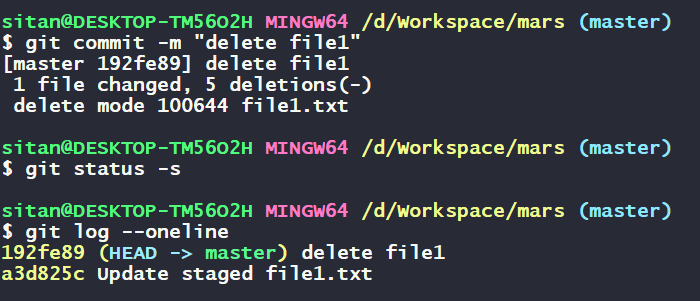 sitan@DESKTOP-TM56O2H MINGW64 /d/Workspace/mars (master)
$ git commit -m "delete file1"
[master 192fe89] delete file1
 1 file changed, 5 deletions(-)
 delete mode 100644 file1.txt
sitan@DESKTOP-TM56O2H MINGW64 /d/Workspace/mars (master)
$ git status -s
sitan@DESKTOP-TM56O2H MINGW64 /d/Workspace/mars (master)
$ git log --oneline
192fe89 (HEAD -> master) delete file1
a3d825c Update staged file1.txt